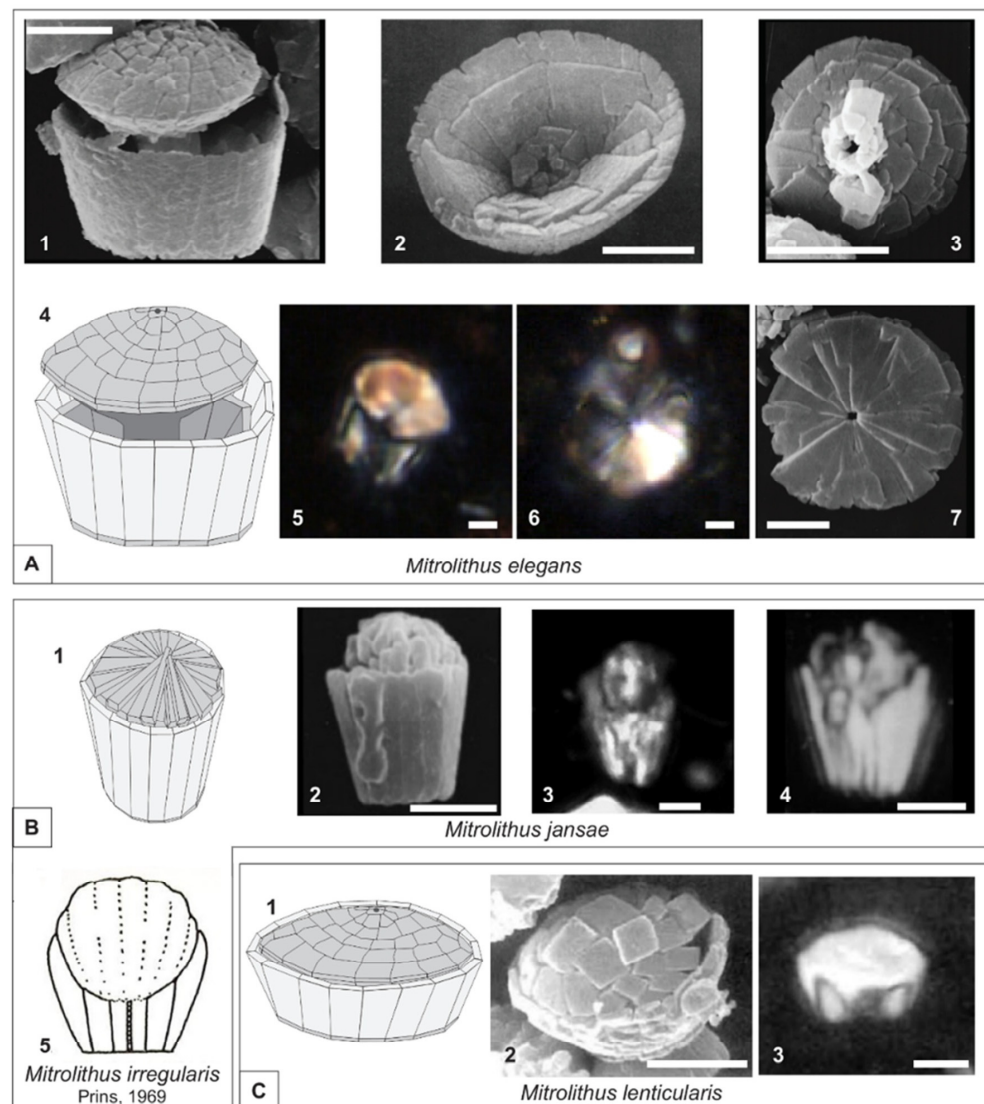 1
2
3
4
5
6
7
A
Mitrolithus elegans
1
2
3
4
B
Mitrolithus jansae
5
Mitrolithus irregularis
Prins, 1969
1
2
3
C
Mitrolithus lenticularis